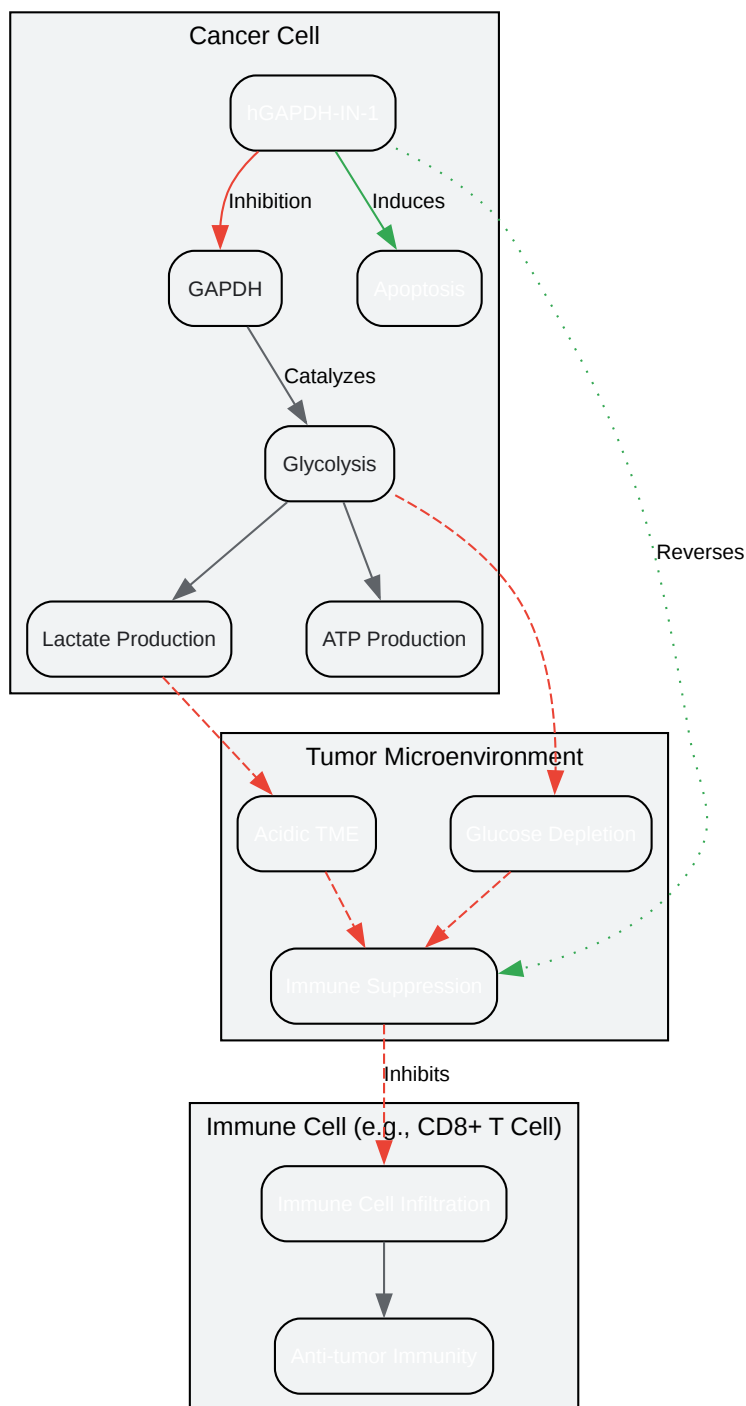 Cancer Cell
hGAPDH-IN-1
Inhibition
Induces
GAPDH
Apoptosis
Catalyzes
Glycolysis
Reverses
Lactate Production
ATP Production
Tumor Microenvironment
Acidic TME
Glucose Depletion
Immune Suppression
Inhibits
Immune Cell (e.g., CD8+ T Cell)
Immune Cell Infiltration
Anti-tumor Immunity